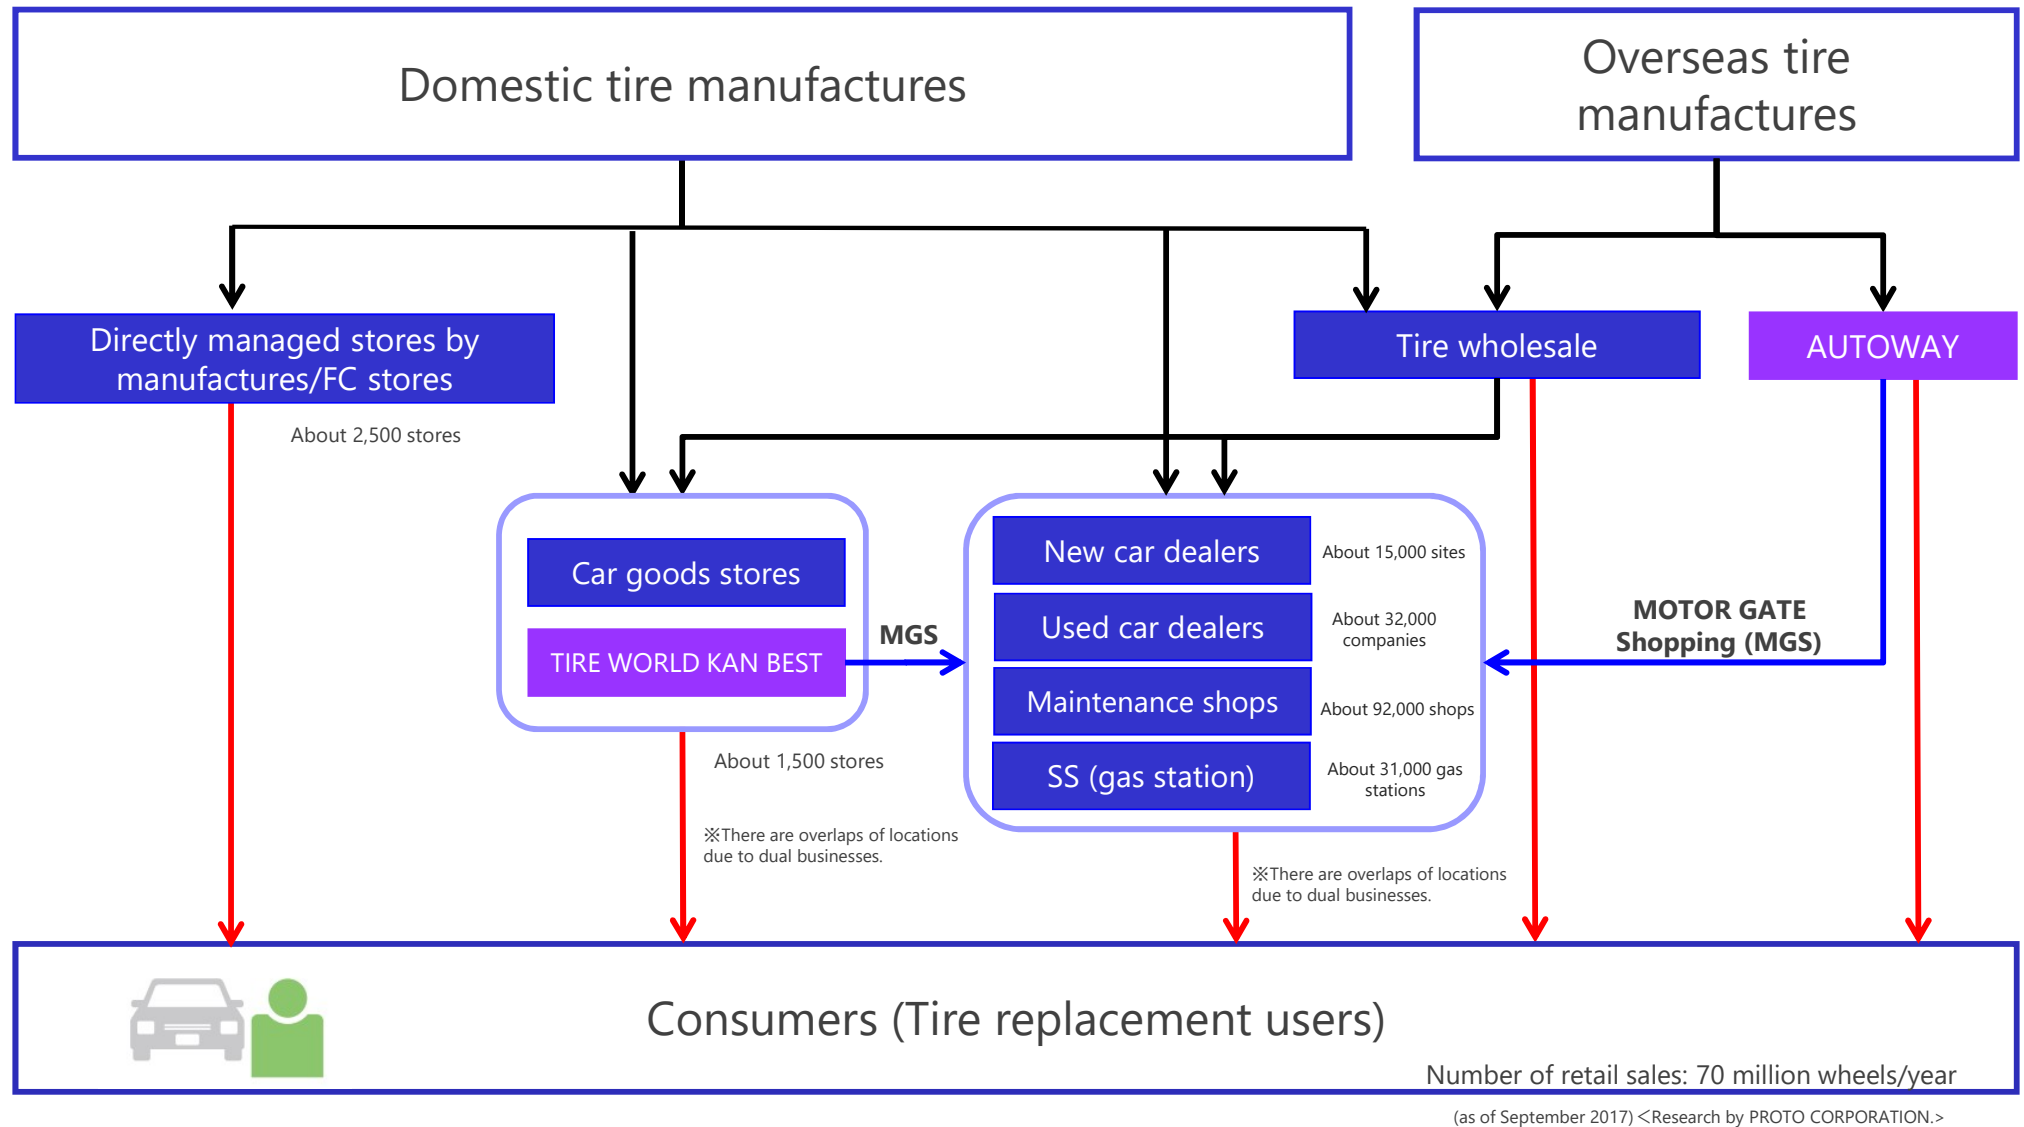 Domestic tire manufactures
Overseas tire
manufactures
Directly managed stores by
manufactures/FC stores
Tire wholesale
AUTOWAY
About 2,500 stores
Car goods stores
TIRE WORLD KAN BEST
MGS
New car dealers
About 15,000 sites
Used car dealers
About 32,000
companies
Maintenance shops
About 92,000 shops
SS (gas station)
About 31,000 gas
stations
MOTOR GATE
Shopping (MGS)
About 1,500 stores
※There are overlaps of locations
due to dual businesses.
※There are overlaps of locations
due to dual businesses.
Consumers (Tire replacement users)
Number of retail sales: 70 million wheels/year
(as of September 2017)＜Research by PROTO CORPORATION.>